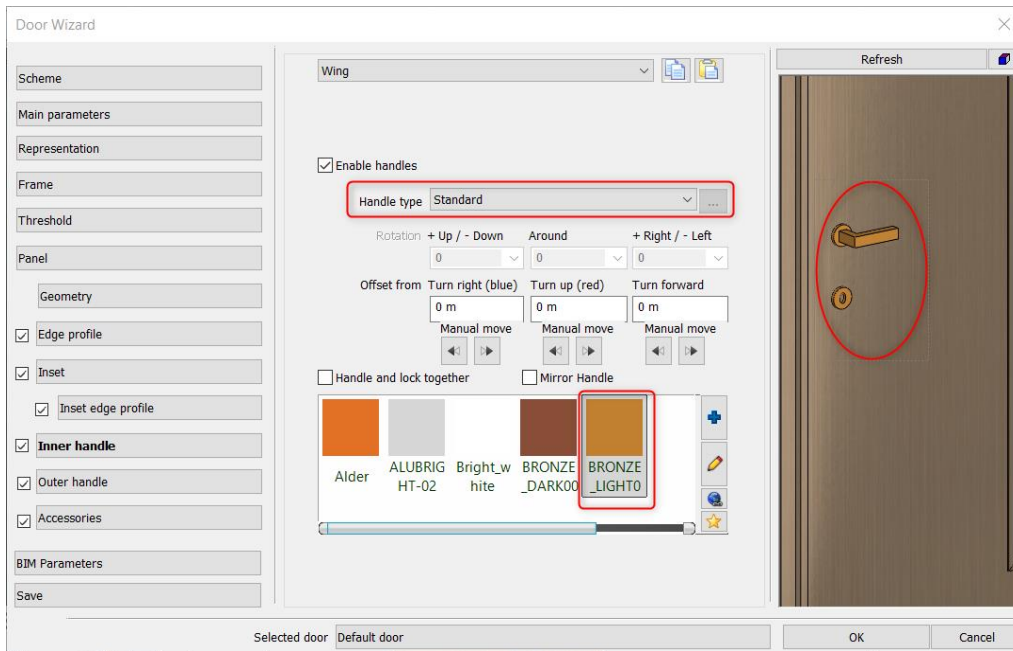 Door Wizard
Scheme
Main parameters
Representation
Frame
Threshold
Panel
Geometry
Edge profile
Inset
Inset edge profile
Inner handle
Outer handle
Accessories
BIM Parameters
Save
Wing
Enable handles
Handle type Standard ...
Rotation + Up / - Down Around + Right / - Left
0 0 0
Offset from Turn right (blue) Turn up (red) Turn forward
0 m 0 m 0 m
Manual move Manual move Manual move
Handle and lock together Mirror Handle
Alder
ALUBRIG
HT-02
Bright_w
hite
BRONZE
_DARK00
BRONZE
_LIGHT0
Refresh
Selected door Default door
OK Cancel